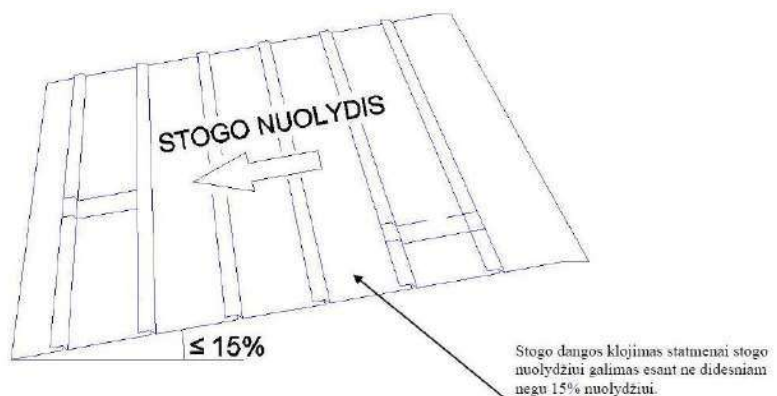 STOGO NUOLYDIS
≤ 15%
Stogo dangos klojimas statmenai stogo
nuolydžiui galimas esant ne didesniam
negu 15% nuolydžiui.